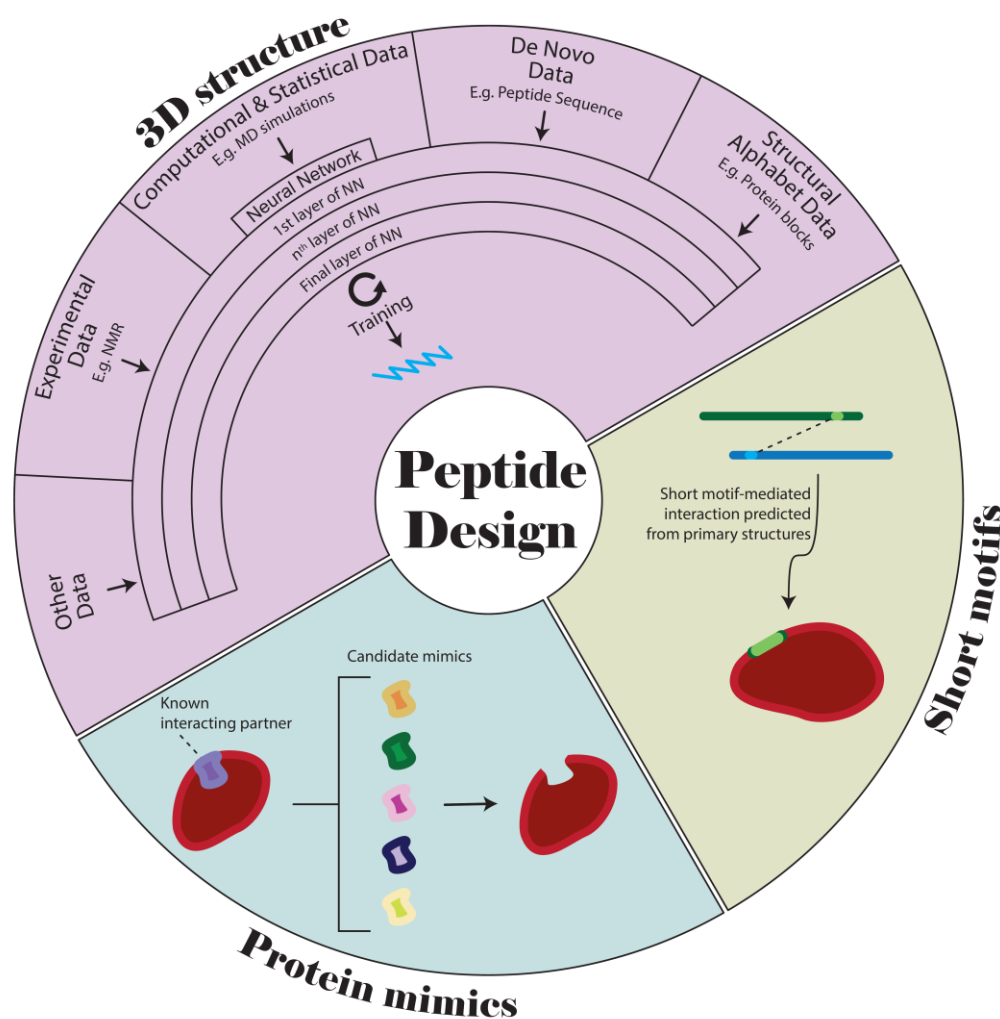 3D structure
Computational & Statistical Data
E.g. MD simulations
De Novo
Data
E.g. Peptide Sequence
Structural
Alphabet Data
E.g. Protein blocks
Experimental
Data
E.g. NMR
Other
Data
Neural Network
1st layer of NN
nth layer of NN
Final layer of NN
Training
Peptide
Design
Short motif-mediated
interaction predicted
from primary structures
Short motifs
Candidate mimics
Known
interacting partner
Protein mimics